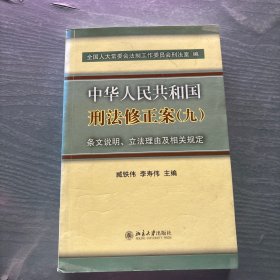 全国人大常委会法制工作委员会刑法室 编
中华人民共和国
刑法修正案(九)
条文说明、立法理由及相关规定
臧铁伟 李寿伟 主编
北京大学出版社